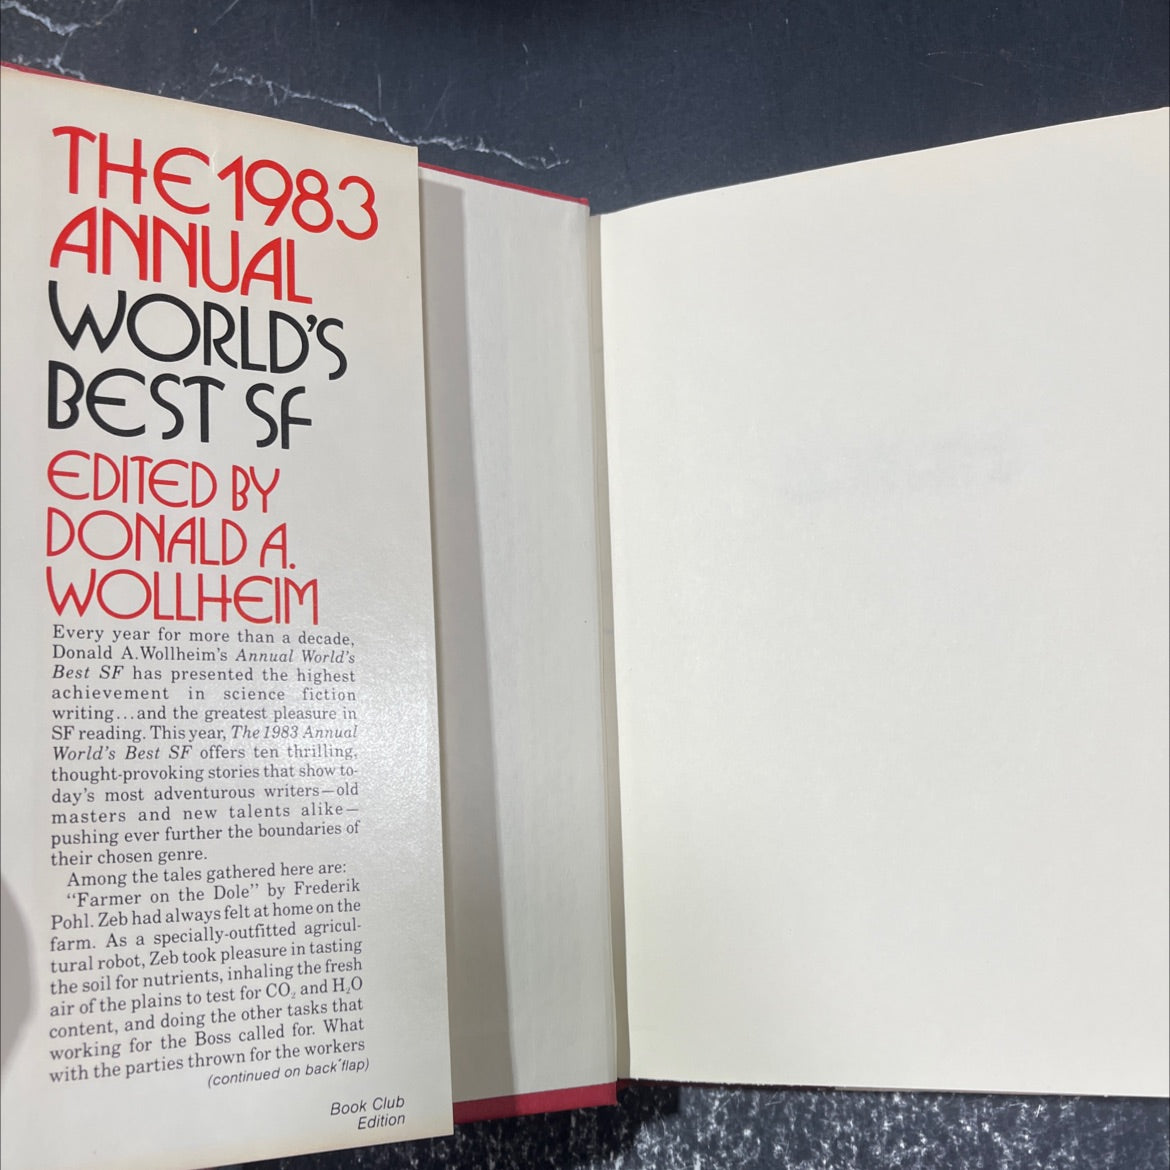 THE 1983
ANNUAL
WORLD'S
BEST SF
EDITED BY
DONALD A.
WOLLHEIM
Every year for more than a decade,
Donald A.Wollheim's Annual World's
Best SF has presented the highest
achievement in science fiction
writing...and the greatest pleasure in
SF reading. This year, The 1983 Annual
World's Best SF offers ten thrilling,
thought-provoking stories that show to-
day's most adventurous writers—old
masters and new talents alike—
pushing ever further the boundaries of
their chosen genre.
Among the tales gathered here are:
"Farmer on the Dole" by Frederik
Pohl. Zeb had always felt at home on the
farm. As a specially-outfitted agricul-
tural robot, Zeb took pleasure in tasting
the soil for nutrients, inhaling the fresh
air of the plains to test for CO₂ and H₂O
content, and doing the other tasks that
working for the Boss called for. What
with the parties thrown for the workers
(continued on back flap)
Book Club
Edition